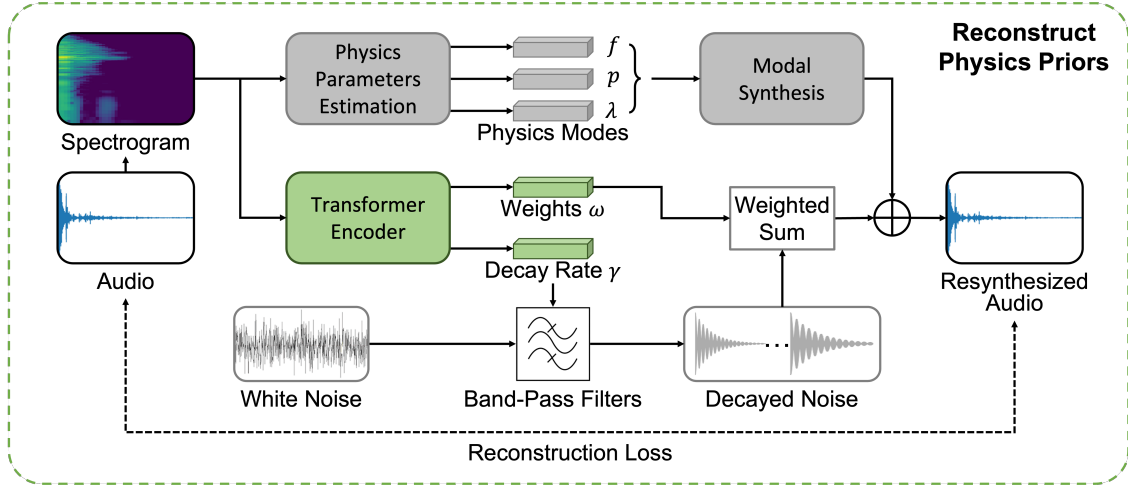 Reconstruct
Physics Priors
Physics
Parameters
Estimation
f
p
λ
Physics Modes
Modal
Synthesis
Spectrogram
Transformer
Encoder
Weights ω
Decay Rate γ
Weighted
Sum
Audio
Resynthesized
Audio
White Noise
Band-Pass Filters
Decayed Noise
Reconstruction Loss